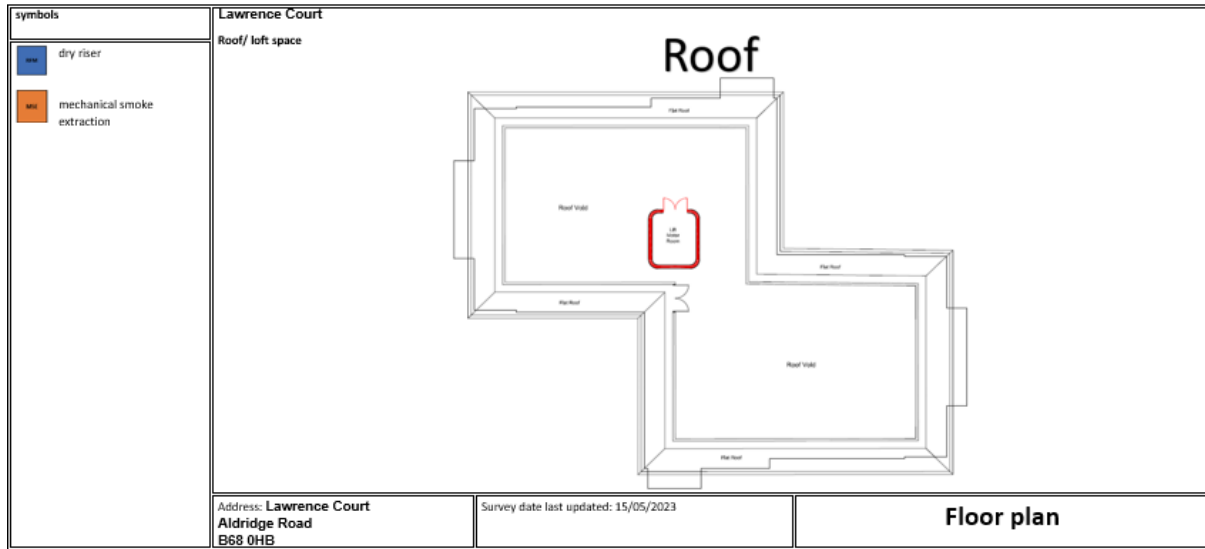 symbols
dry riser
MSE
mechanical smoke
extraction
Lawrence Court
Roof/ loft space
Roof
Flat Roof
Roof Void
Lift
Motor
Room
Flat Roof
Flat Roof
Roof Void
Flat Roof
Address: Lawrence Court
Aldridge Road
B68 0HB
Survey date last updated: 15/05/2023
Floor plan